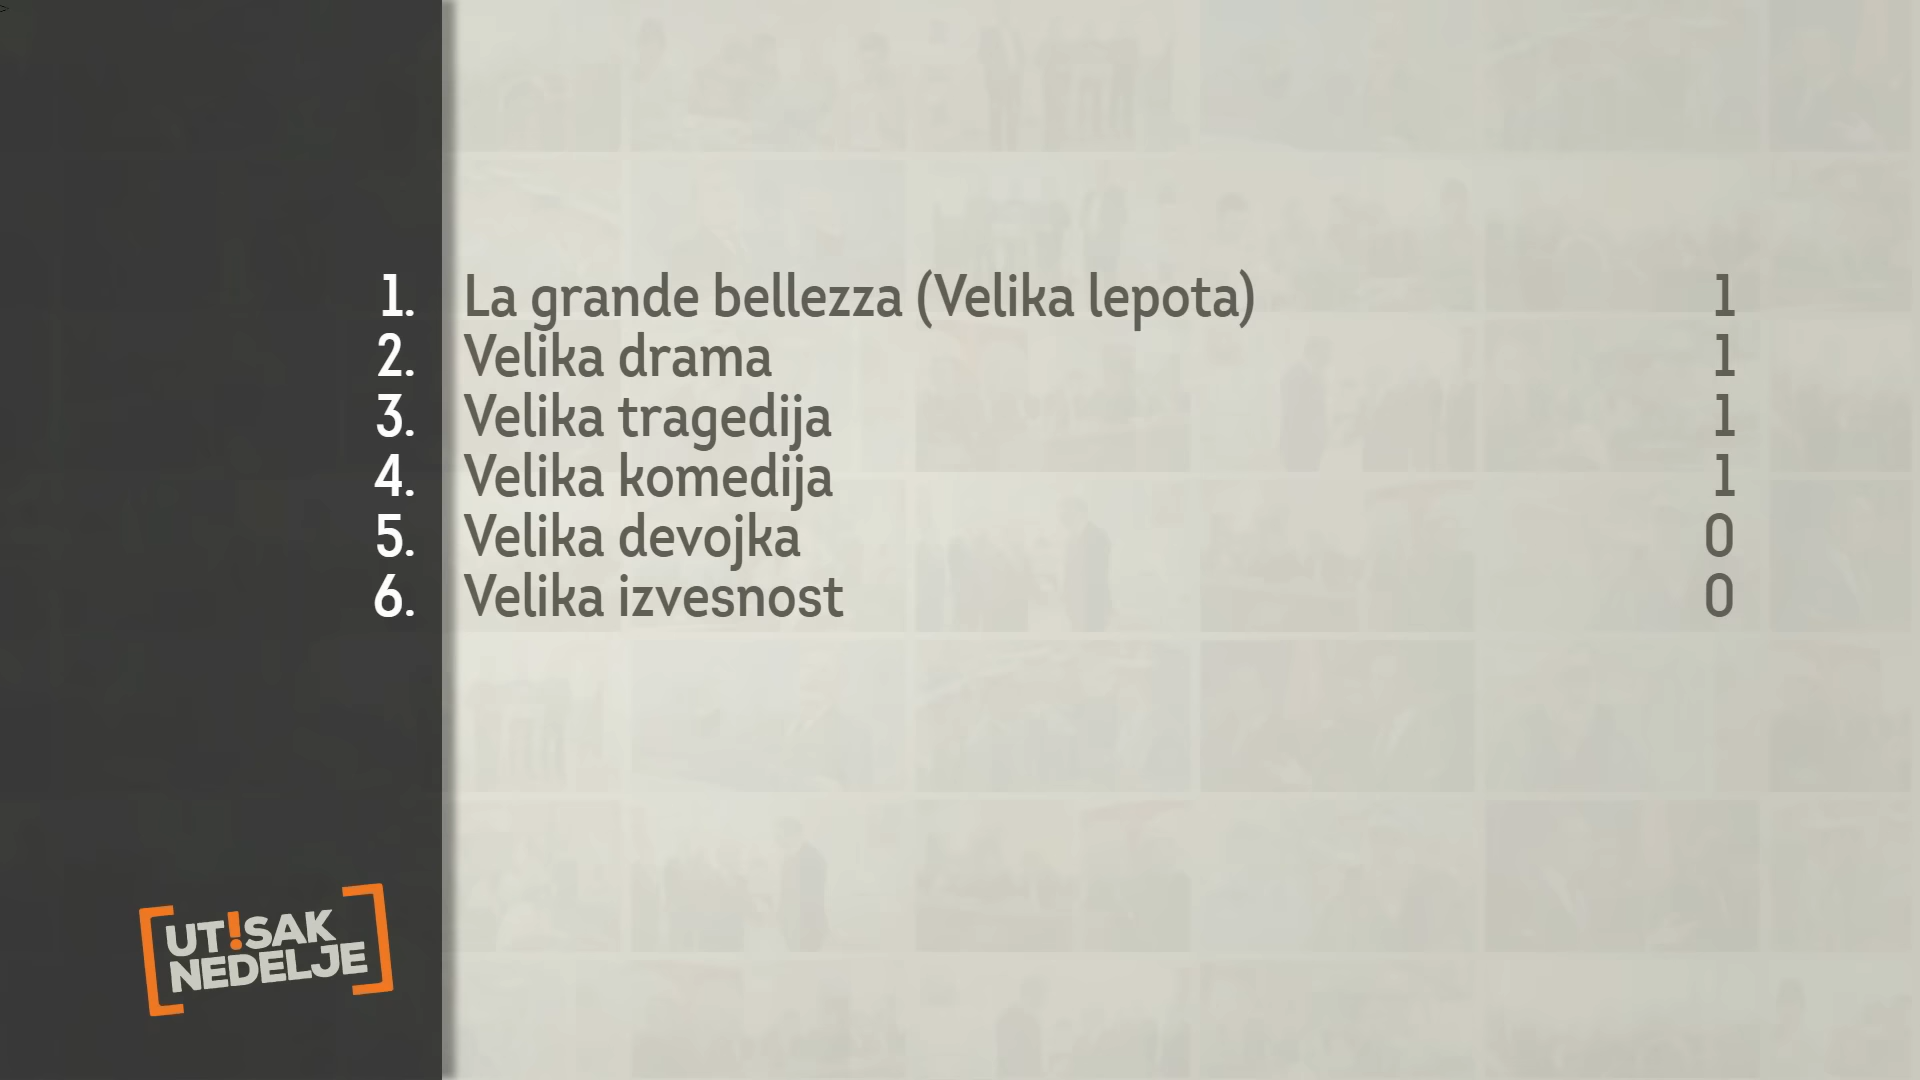 1. La grande bellezza (Velika lepota) 1
2. Velika drama 1
3. Velika tragedija 1
4. Velika komedija 1
5. Velika devojka 0
6. Velika izvesnost 0
UT!SAK
NEDELJE